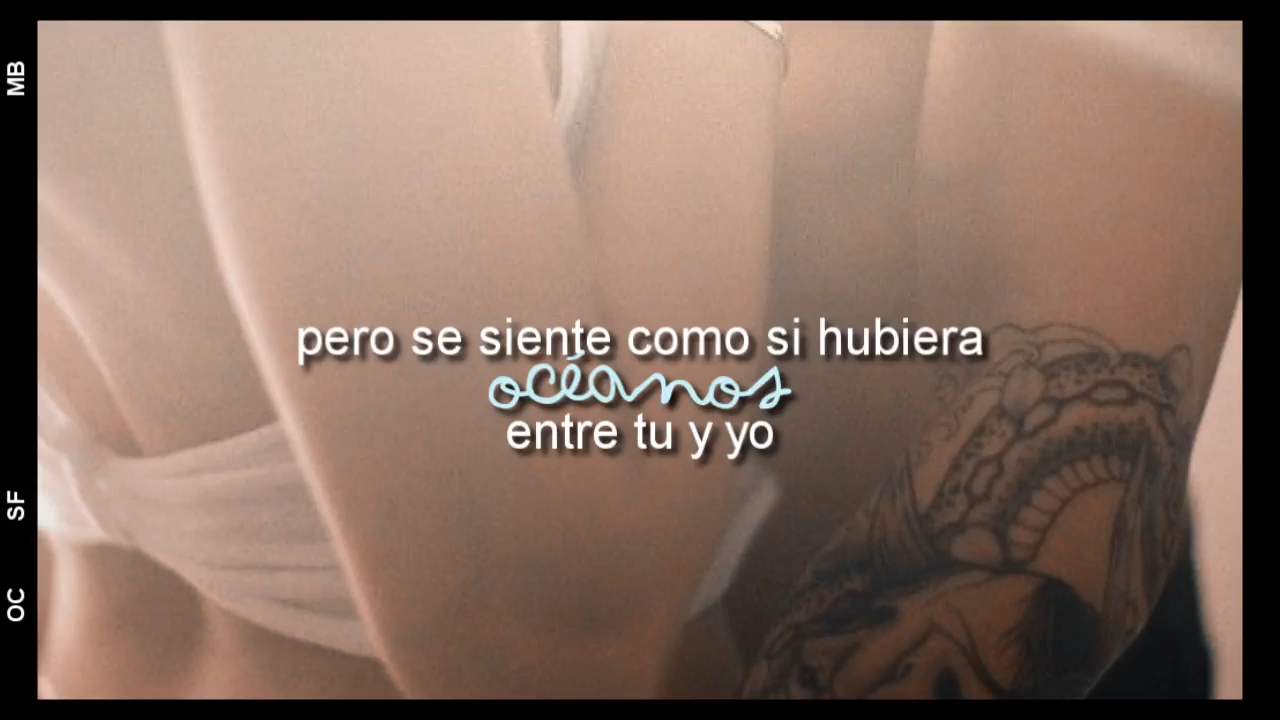 MB
pero se siente como si hubiera
océanos
entre tu y yo
SF
OC